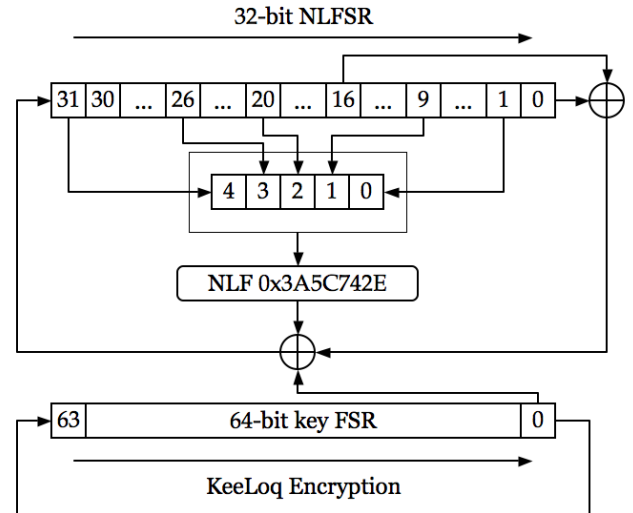 32-bit NLFSR
31 30 ... 26 ... 20 ... 16 ... 9 ... 1 0
4 3 2 1 0
NLF 0x3A5C742E
63 64-bit key FSR 0
KeeLoq Encryption